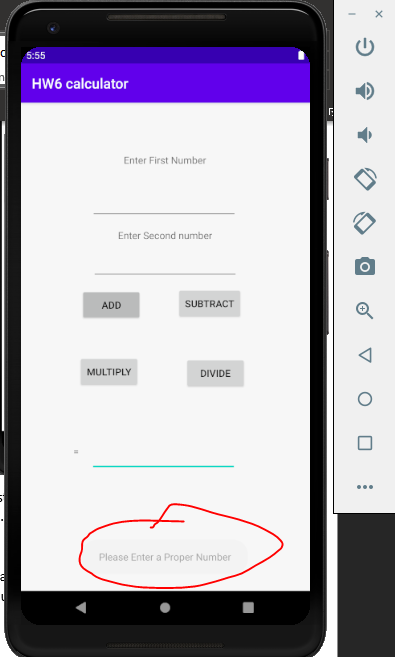 5:55
HW6 calculator
Enter First Number
Enter Second number
ADD
SUBTRACT
MULTIPLY
DIVIDE
=
Please Enter a Proper Number